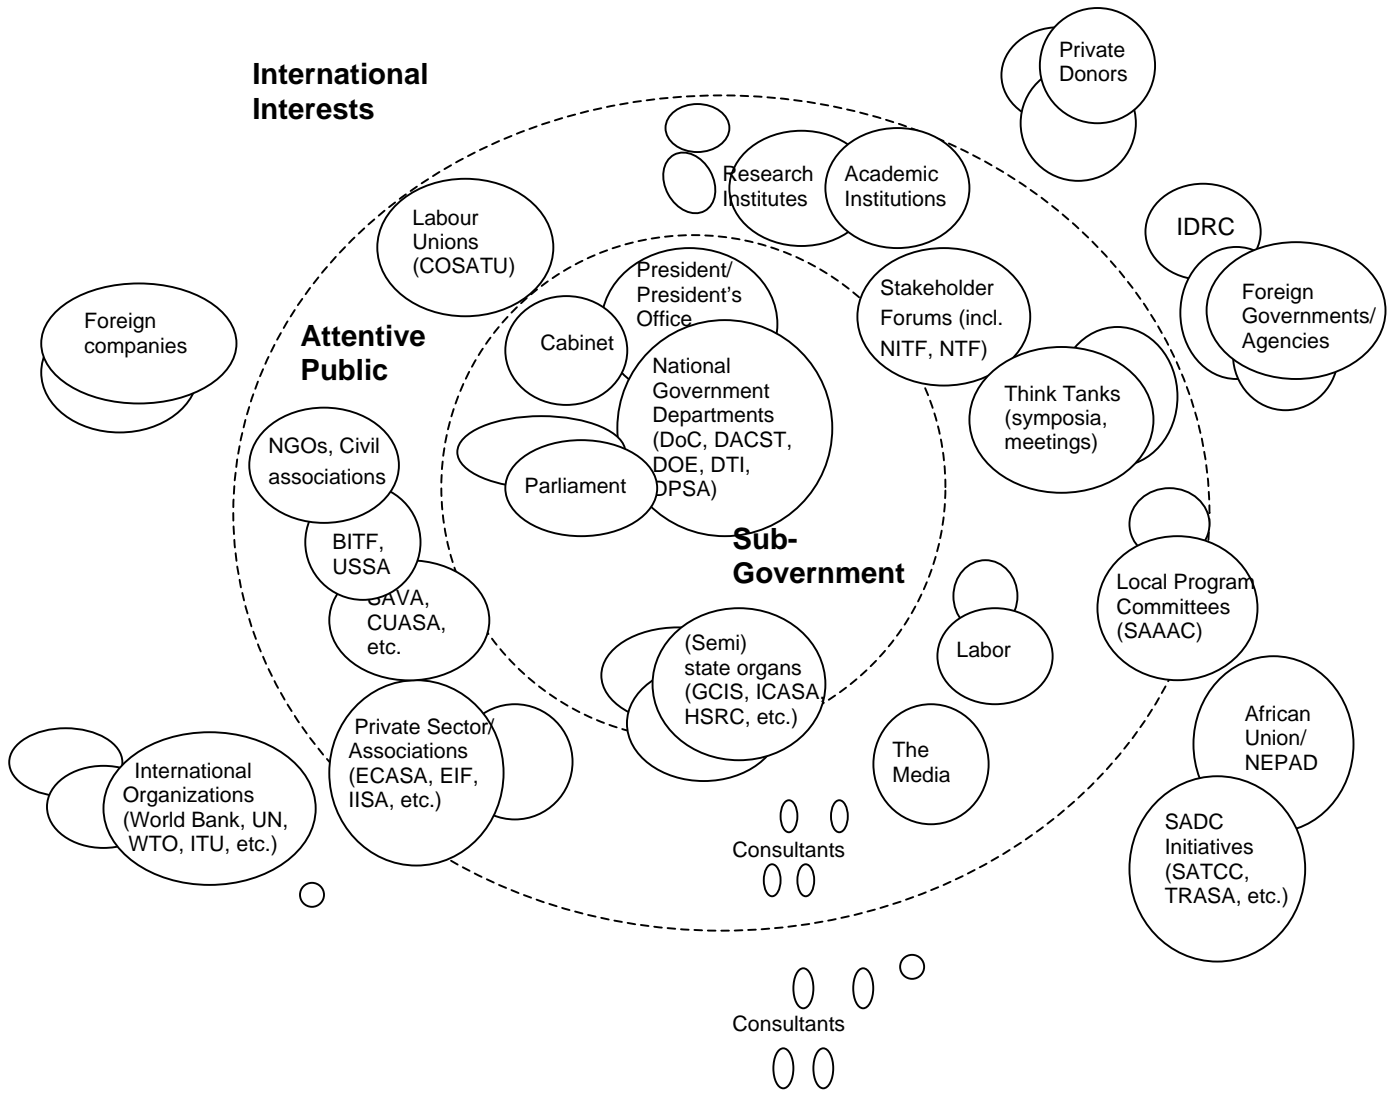 International
Interests
Private
Donors
Research
Institutes
Academic
Institutions
Labour
Unions
(COSATU)
IDRC
President/
President's
Office
Stakeholder
Forums (incl.
NITF, NTF)
Foreign
Governments/
Agencies
Foreign
companies
Attentive
Public
Cabinet
National
Government
Departments
(DoC, DACST,
DOE, DTI,
DPSA)
Think Tanks
(symposia,
meetings)
NGOs, Civil
associations
Parliament
BITF,
USSA
Sub-
Government
SAVA,
CUASA,
etc.
Local Program
Committees
(SAAAC)
(Semi)
state organs
(GCIS, ICASA,
HSRC, etc.)
Labor
Private Sector/
Associations
(ECASA, EIF,
IISA, etc.)
The
Media
African
Union/
NEPAD
International
Organizations
(World Bank, UN,
WTO, ITU, etc.)
SADC
Initiatives
(SATCC,
TRASA, etc.)
Consultants
Consultants